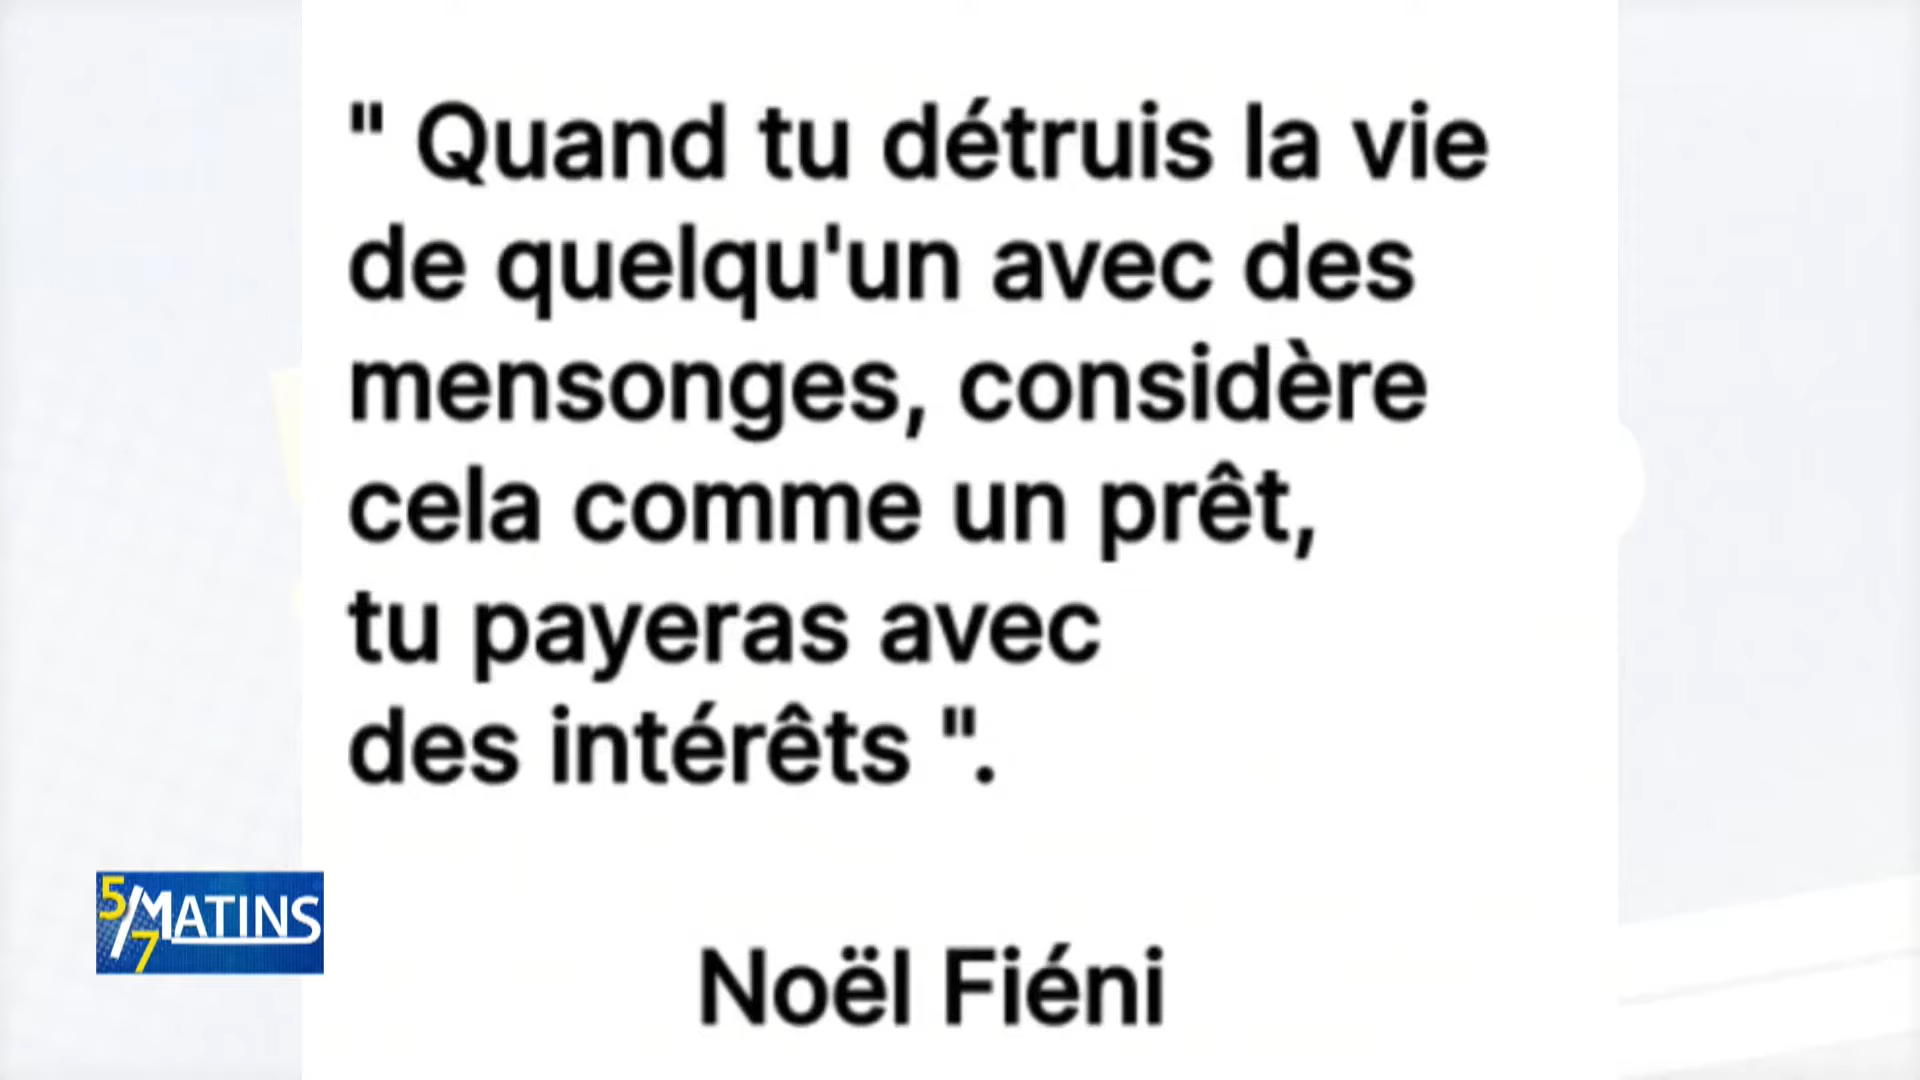 " Quand tu détruis la vie
de quelqu'un avec des
mensonges, considère
cela comme un prêt,
tu payeras avec
des intérêts ".
5/7 MATINS
Noël Fiéni